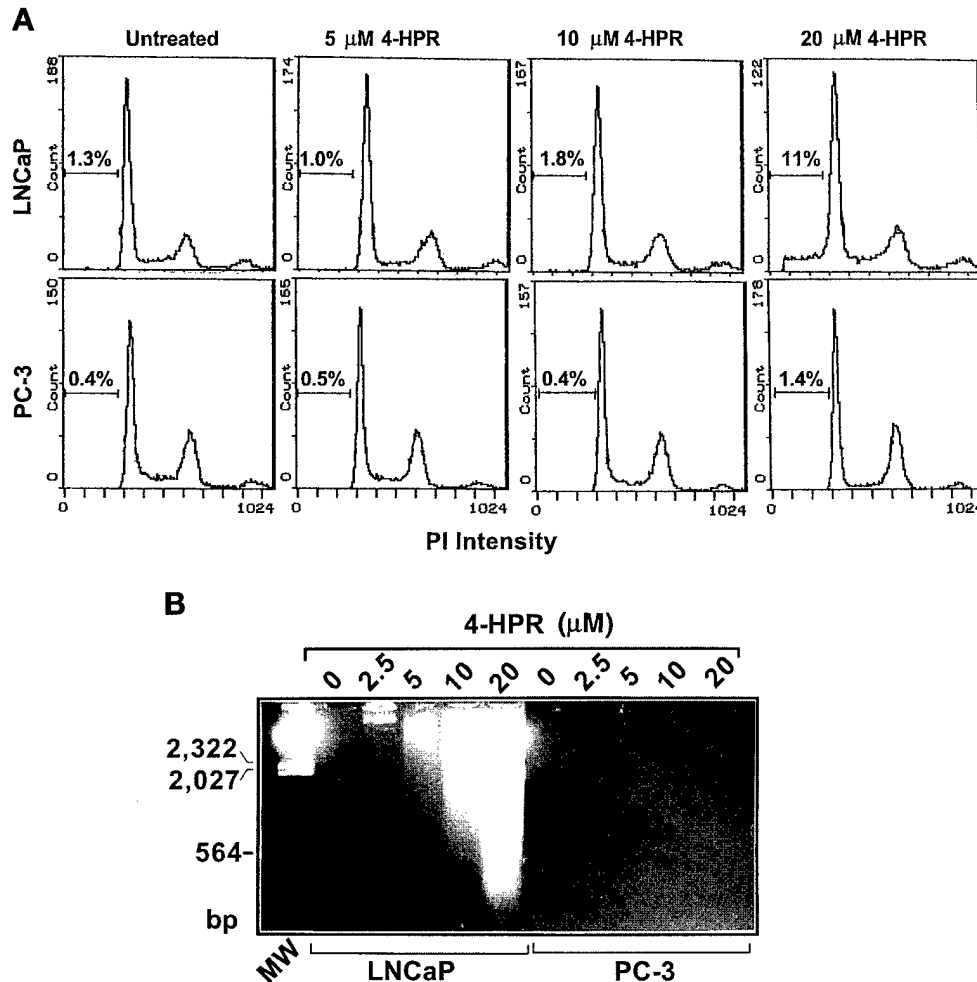 A
Untreated
5 μM 4-HPR
10 μM 4-HPR
20 μM 4-HPR
LNCaP
188
Count
0
1.3%
174
Count
0
1.0%
167
Count
0
1.8%
122
Count
0
11%
PC-3
150
Count
0
0.4%
165
Count
0
0.5%
157
Count
0
0.4%
178
Count
0
1.4%
0 1024
0 1024
0 1024
0 1024
PI Intensity
B
4-HPR (μM)
0 2.5 5 10 20 0 2.5 5 10 20
2,322
2,027
564
bp
MW
LNCaP
PC-3